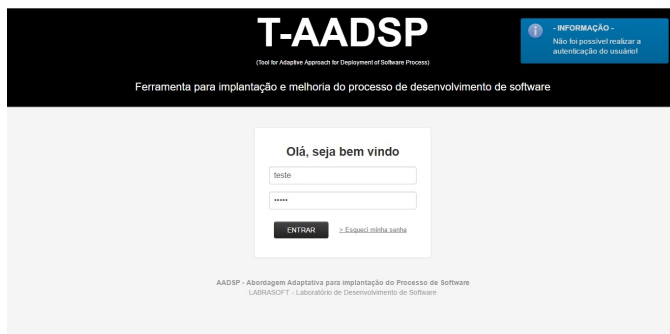 T-AADSP
(Tool for Adaptive Approach for Deployment of Software Process)
Ferramenta para implantação e melhoria do processo de desenvolvimento de software
- INFORMAÇÃO -
Não foi possível realizar a
autenticação do usuário!
Olá, seja bem vindo
teste
•••••
ENTRAR > Esqueci minha senha
AADSP - Abordagem Adaptativa para implantação do Processo de Software
LABRASOFT - Laboratório de Desenvolvimento de Software